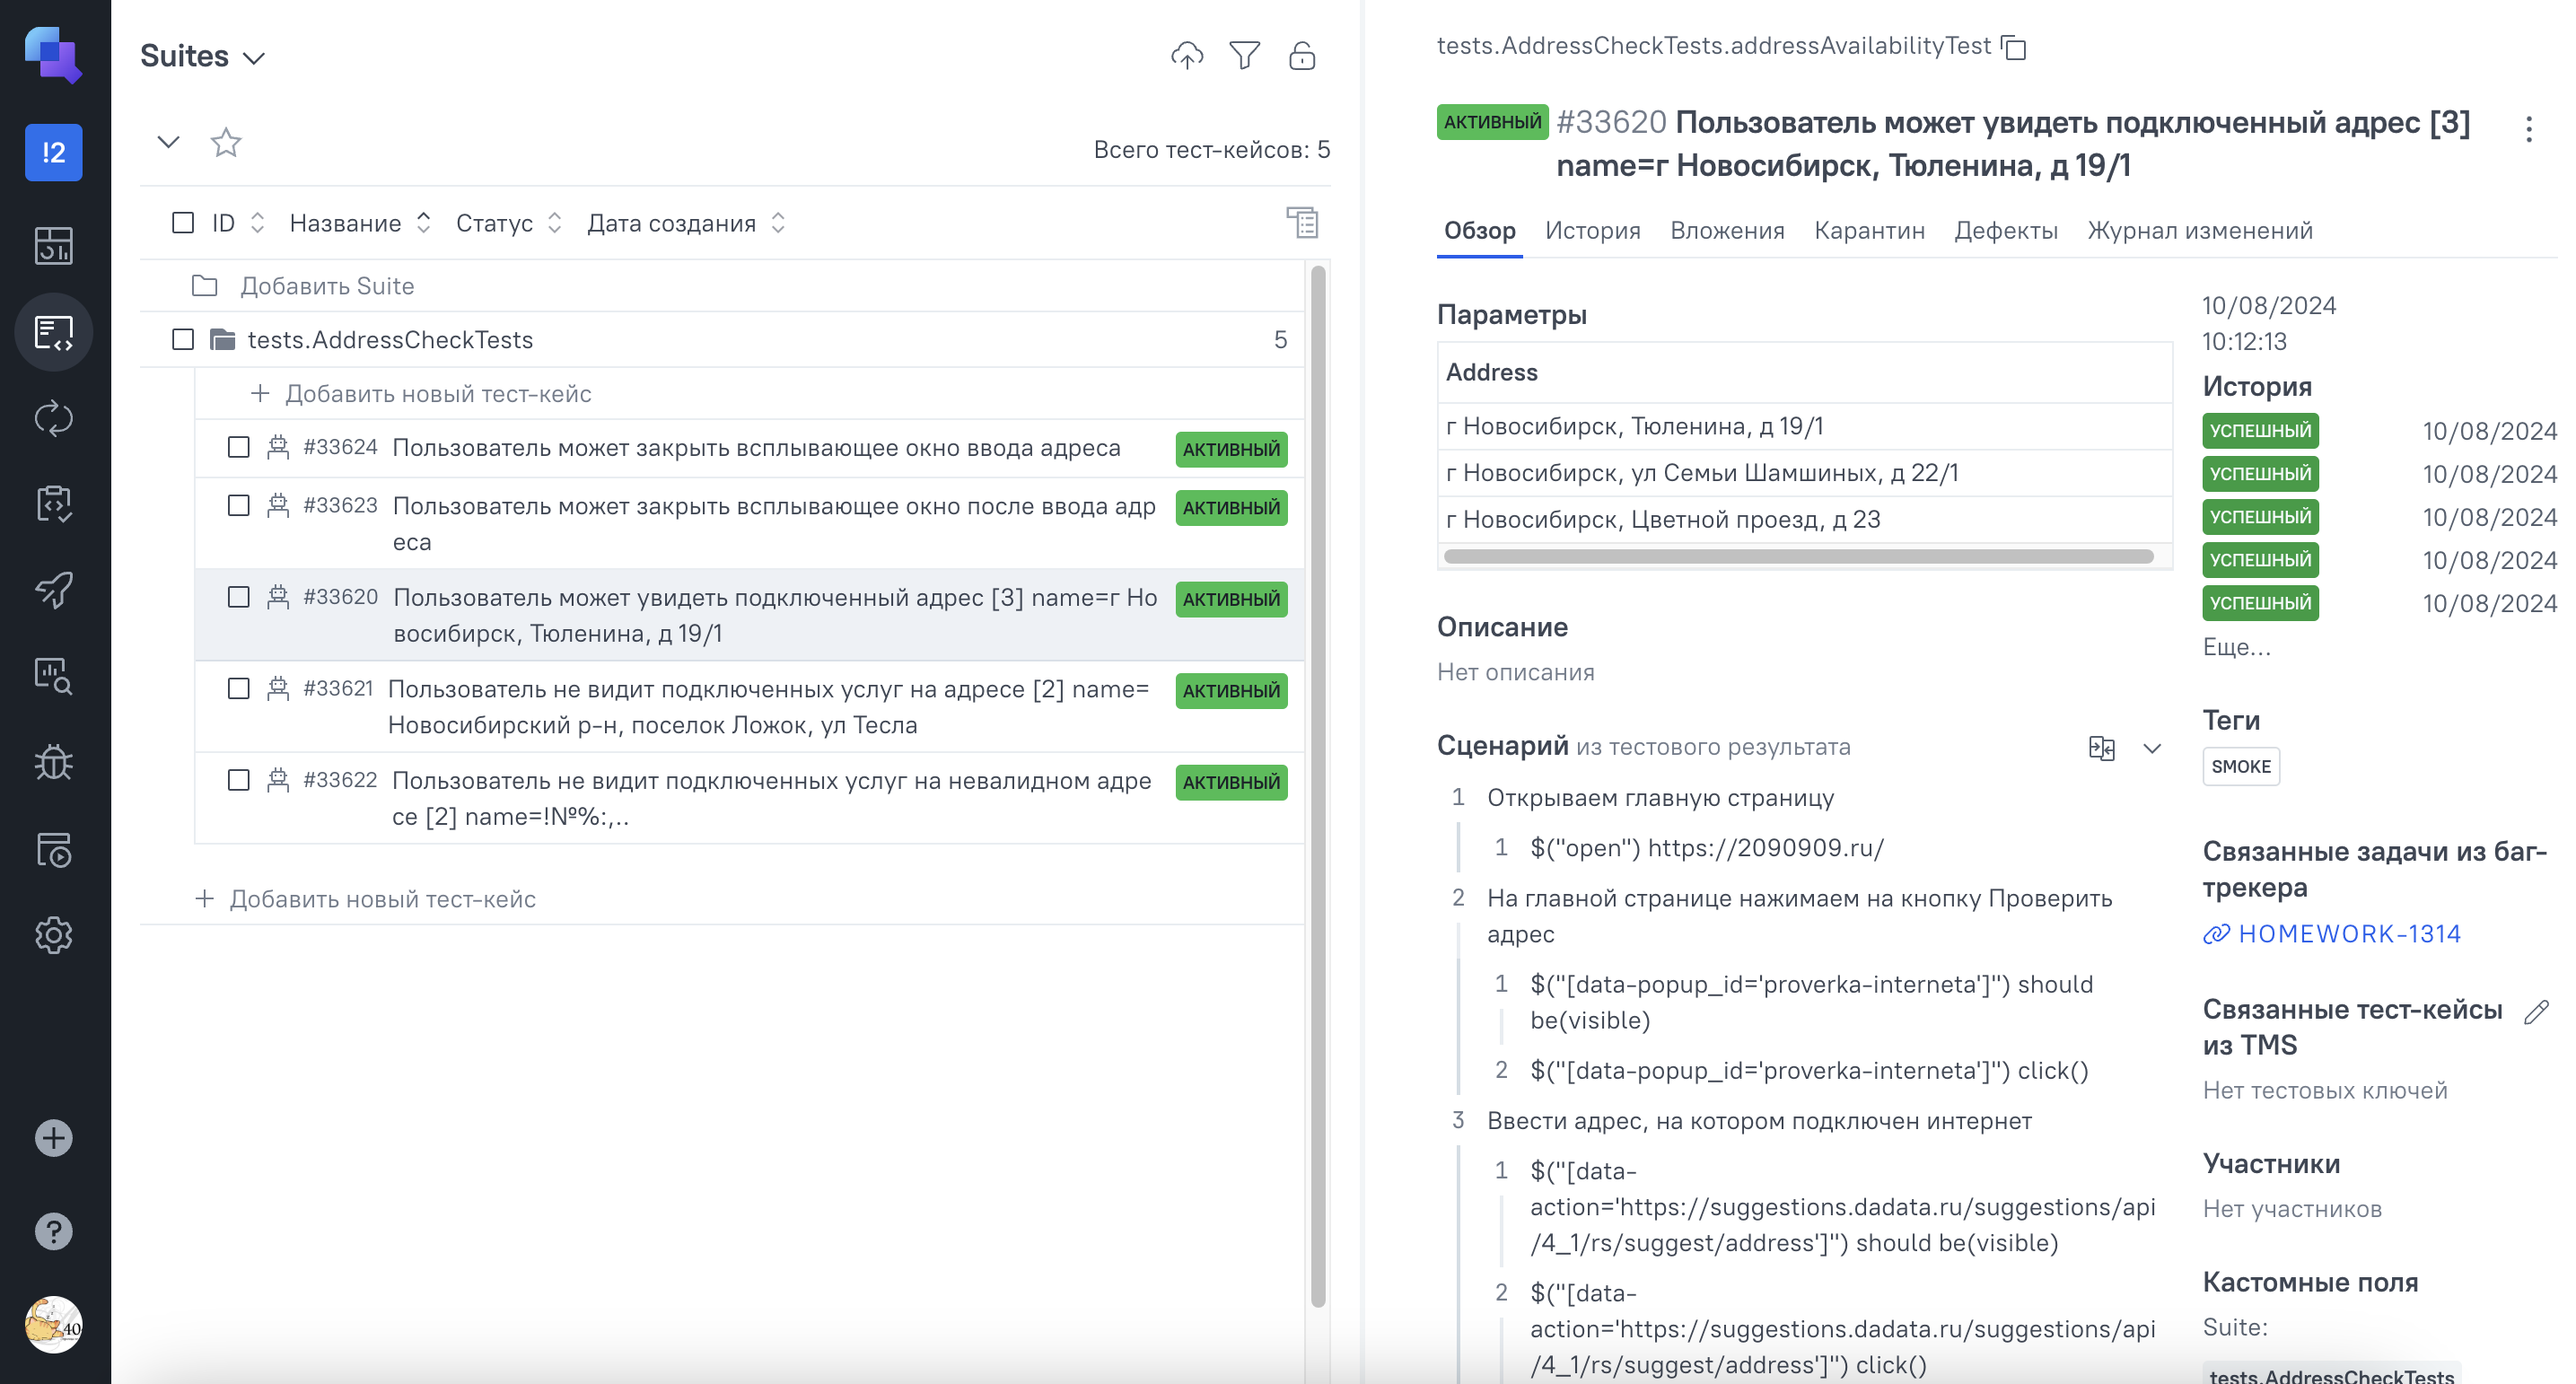 !2
Suites
Всего тест-кейсов: 5
ID Название Статус Дата создания
Добавить Suite
tests.AddressCheckTests 5
Добавить новый тест-кейс
#33624 Пользователь может закрыть всплывающее окно ввода адреса АКТИВНЫЙ
#33623 Пользователь может закрыть всплывающее окно после ввода адр АКТИВНЫЙ
еса
#33620 Пользователь может увидеть подключенный адрес [3] name=г Но АКТИВНЫЙ
восибирск, Тюленина, д 19/1
#33621 Пользователь не видит подключенных услуг на адресе [2] name= АКТИВНЫЙ
Новосибирский р-н, поселок Ложок, ул Тесла
#33622 Пользователь не видит подключенных услуг на невалидном адре АКТИВНЫЙ
се [2] name=!№%:,..
Добавить новый тест-кейс
?
40
tests.AddressCheckTests.addressAvailabilityTest
АКТИВНЫЙ #33620 Пользователь может увидеть подключенный адрес [3]
name=г Новосибирск, Тюленина, д 19/1
Обзор История Вложения Карантин Дефекты Журнал изменений
Параметры
Address
г Новосибирск, Тюленина, д 19/1
г Новосибирск, ул Семьи Шамшиных, д 22/1
г Новосибирск, Цветной проезд, д 23
Описание
Нет описания
Сценарий из тестового результата
1 Открываем главную страницу
1 $("open") https://2090909.ru/
2 На главной странице нажимаем на кнопку Проверить
адрес
1 $("[data-popup_id='proverka-interneta']") should
be(visible)
2 $("[data-popup_id='proverka-interneta']") click()
3 Ввести адрес, на котором подключен интернет
1 $("[data-
action='https://suggestions.dadata.ru/suggestions/api
/4_1/rs/suggest/address']") should be(visible)
2 $("[data-
action='https://suggestions.dadata.ru/suggestions/api
/4_1/rs/suggest/address']") click()
10/08/2024
10:12:13
История
УСПЕШНЫЙ 10/08/2024
УСПЕШНЫЙ 10/08/2024
УСПЕШНЫЙ 10/08/2024
УСПЕШНЫЙ 10/08/2024
УСПЕШНЫЙ 10/08/2024
Еще...
Теги
SMOKE
Связанные задачи из баг-
трекера
HOMEWORK-1314
Связанные тест-кейсы
из TMS
Нет тестовых ключей
Участники
Нет участников
Кастомные поля
Suite:
tests.AddressCheckTests